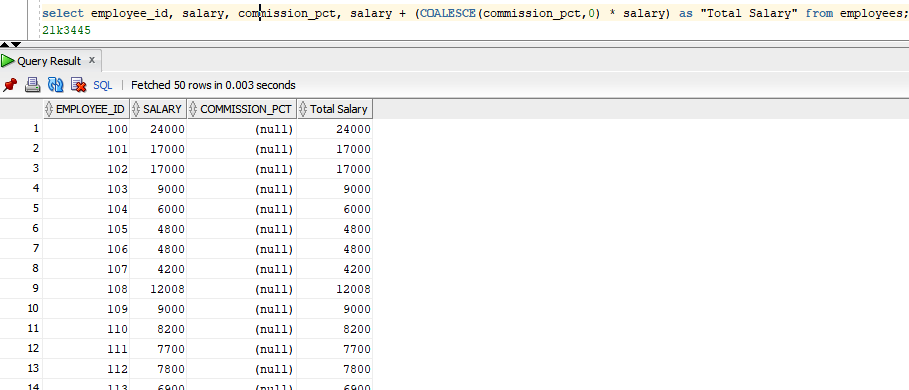 select employee_id, salary, commission_pct, salary + (COALESCE(commission_pct,0) * salary) as "Total Salary" from employees;
21k3445
Query Result x
SQL | Fetched 50 rows in 0.003 seconds
EMPLOYEE_ID SALARY COMMISSION_PCT Total Salary
1 100 24000 (null) 24000
2 101 17000 (null) 17000
3 102 17000 (null) 17000
4 103 9000 (null) 9000
5 104 6000 (null) 6000
6 105 4800 (null) 4800
7 106 4800 (null) 4800
8 107 4200 (null) 4200
9 108 12008 (null) 12008
10 109 9000 (null) 9000
11 110 8200 (null) 8200
12 111 7700 (null) 7700
13 112 7800 (null) 7800
14 113 6900 (null) 6900